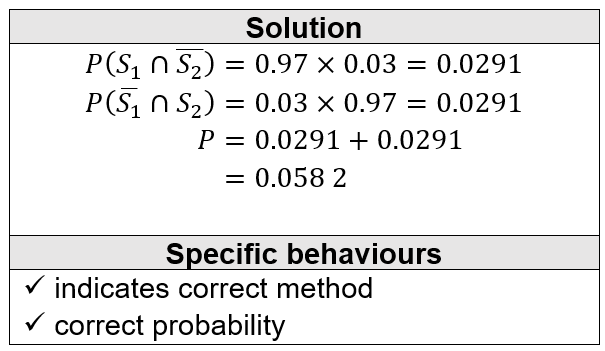 Solution
P(S₁ ∩ S̅₂) = 0.97 × 0.03 = 0.0291
P(S̅₁ ∩ S₂) = 0.03 × 0.97 = 0.0291
P = 0.0291 + 0.0291
= 0.058 2
Specific behaviours
✓ indicates correct method
✓ correct probability